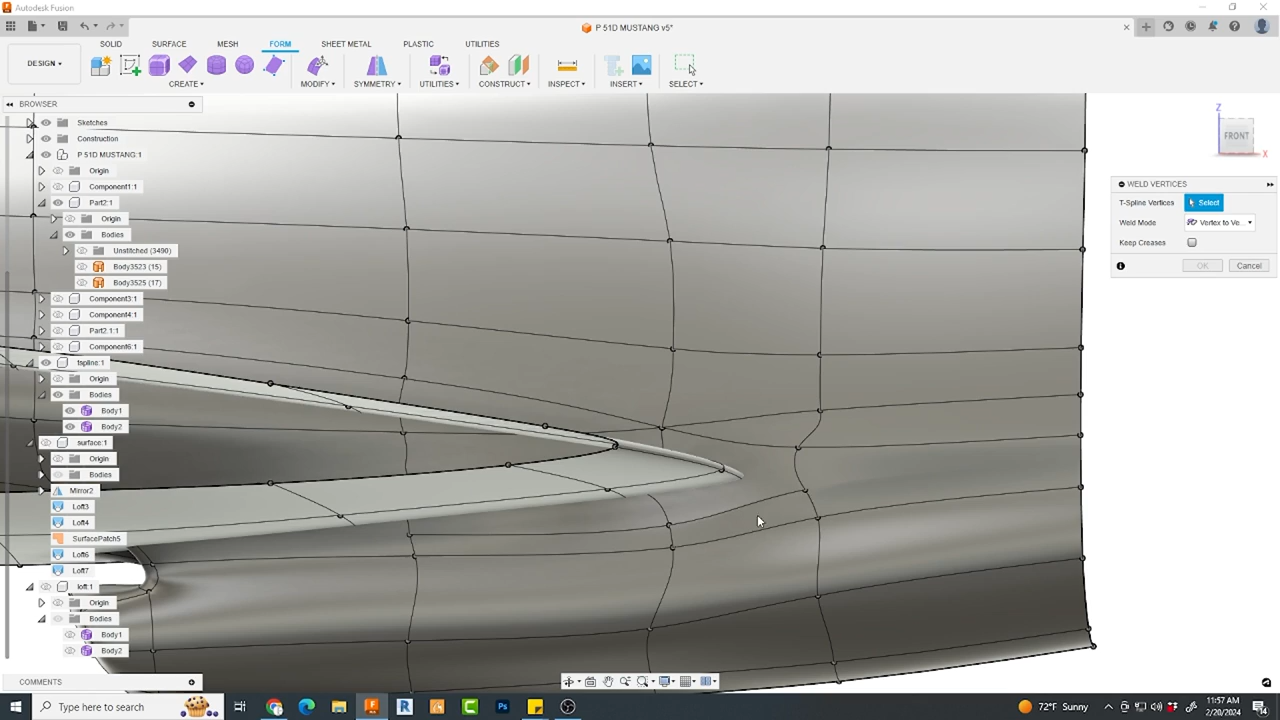 Autodesk Fusion
P 51D MUSTANG v5*
SOLID SURFACE MESH FORM SHEET METAL PLASTIC UTILITIES
DESIGN
CREATE MODIFY SYMMETRY UTILITIES CONSTRUCT INSPECT INSERT SELECT
BROWSER
Sketches
Construction
P 51D MUSTANG:1
Origin
Component1:1
Part2:1
Origin
Bodies
Unstitched (3490)
Body3523 (15)
Body3525 (17)
Component3:1
Component4:1
Part2.1:1
Component6:1
tspline:1
Origin
Bodies
Body1
Body2
surface:1
Origin
Bodies
Mirror2
Loft3
Loft4
SurfacePatch5
Loft6
Loft7
loft:1
Origin
Bodies
Body1
Body2
COMMENTS
Z
FRONT
X
WELD VERTICES
T-Spline Vertices Select
Weld Mode Vertex to Ve...
Keep Creases
OK Cancel
Type here to search
72°F Sunny
11:57 AM
2/20/2024
14